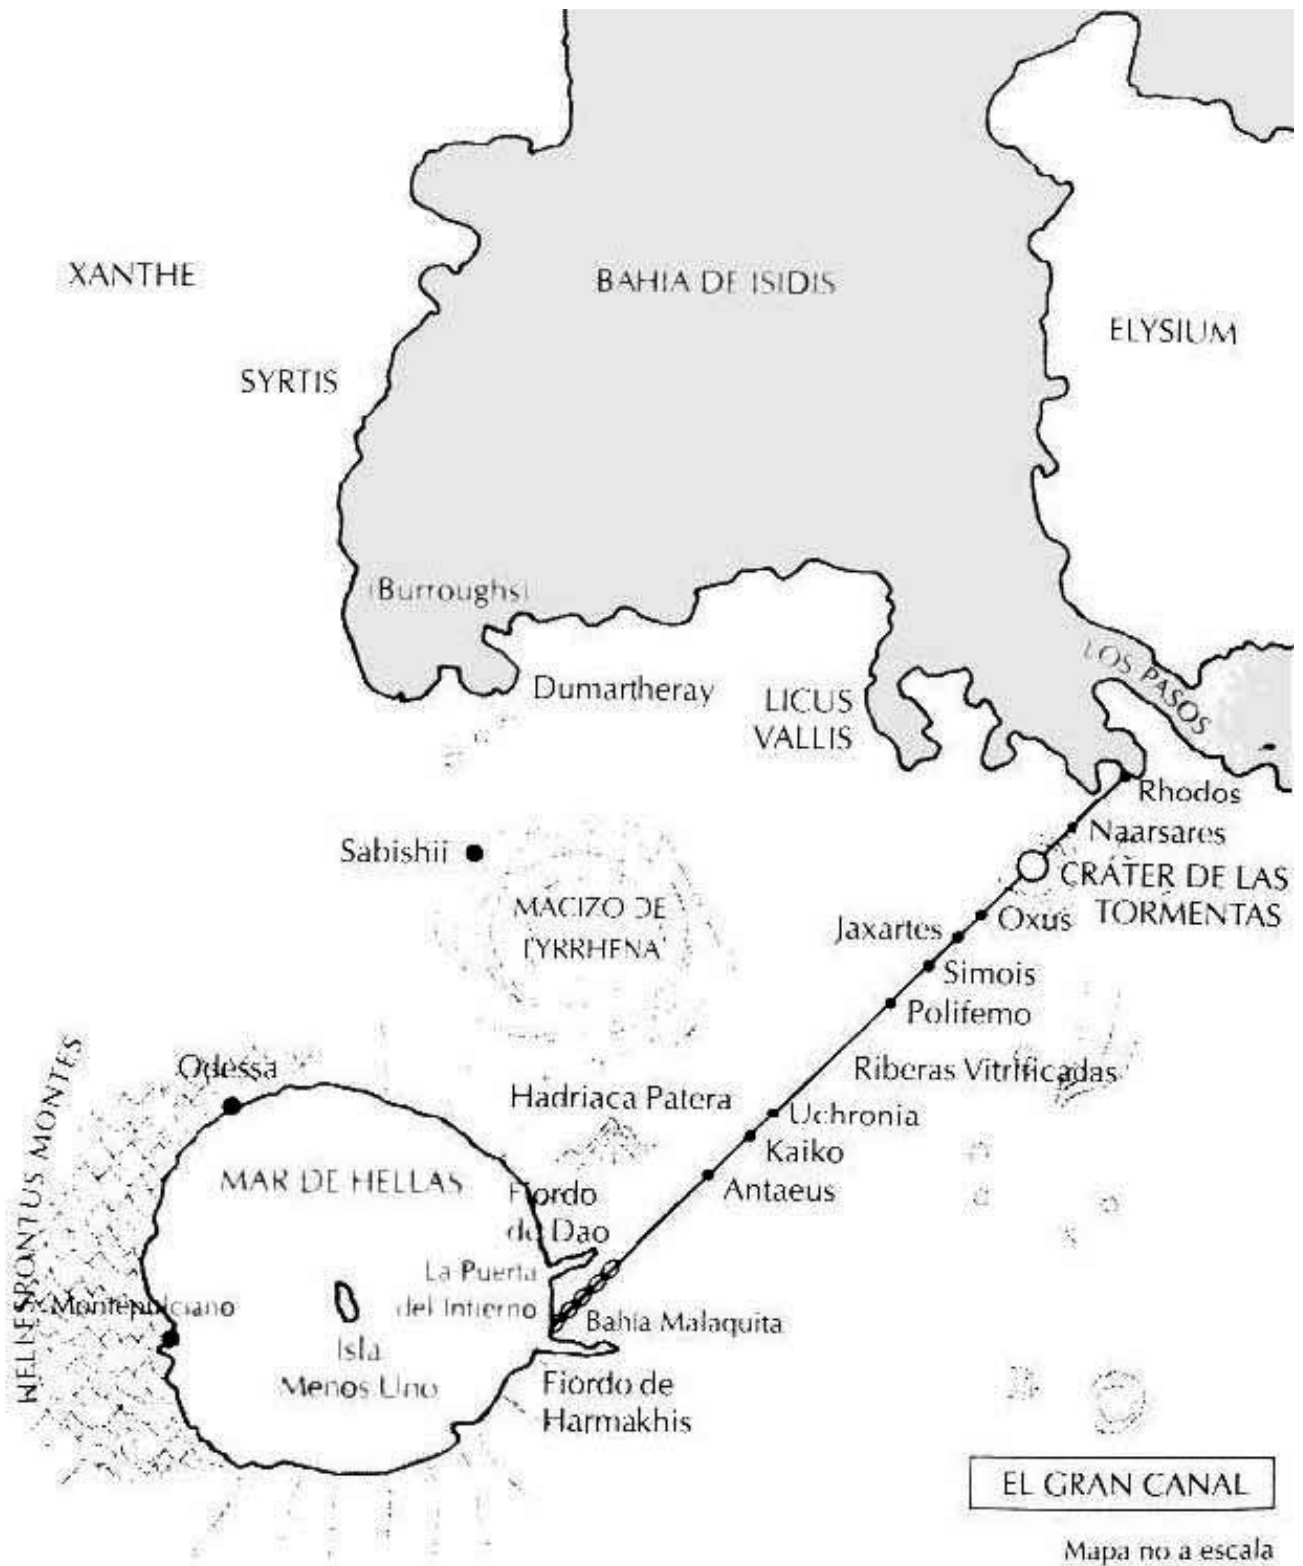 XANTHE
BAHIA DE ISIDIS
ELYSIUM
SYRTIS
(Burroughs)
LOS PASOS
Dumartheray
LICUS
VALLIS
Rhodos
Naarsares
Sabishii
CRÁTER DE LAS
TORMENTAS
MACIZO DE
TYRRHENA
Jaxartes
Oxus
Simois
Polifemo
Odessa
Riberas Vitrificadas
HELLESPONTUS MONTES
Hadriaca Patera
Uchronia
Kaiko
MAR DE HELLAS
Fiordo
de Dao
Antaeus
La Puerta
del Infierno
Montepulciano
Bahía Malaquita
Isla
Menos Uno
Fiordo de
Harmakhis
EL GRAN CANAL
Mapa no a escala